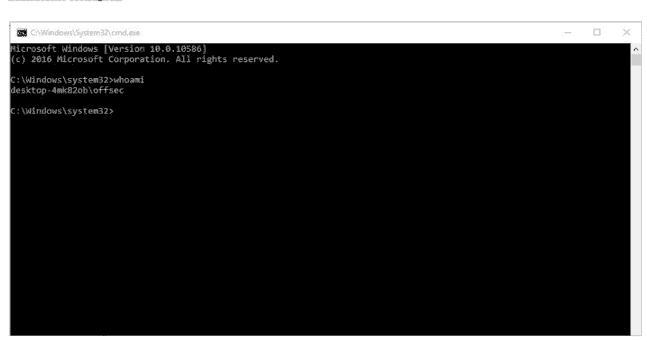 C:\Windows\System32\cmd.exe
Microsoft Windows [Version 10.0.10586]
(c) 2016 Microsoft Corporation. All rights reserved.
C:\Windows\system32>whoami
desktop-4mk82ob\offsec
C:\Windows\system32>